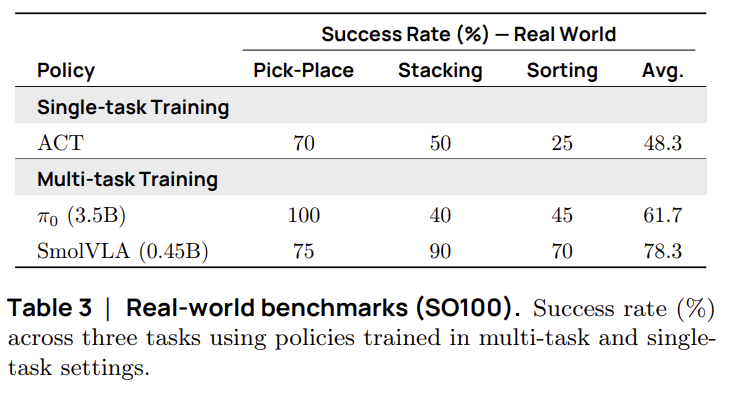 Success Rate (%) — Real World
Policy Pick-Place Stacking Sorting Avg.
Single-task Training
ACT 70 50 25 48.3
Multi-task Training
π₀ (3.5B) 100 40 45 61.7
SmolVLA (0.45B) 75 90 70 78.3
Table 3 | Real-world benchmarks (SO100). Success rate (%)
across three tasks using policies trained in multi-task and single-
task settings.